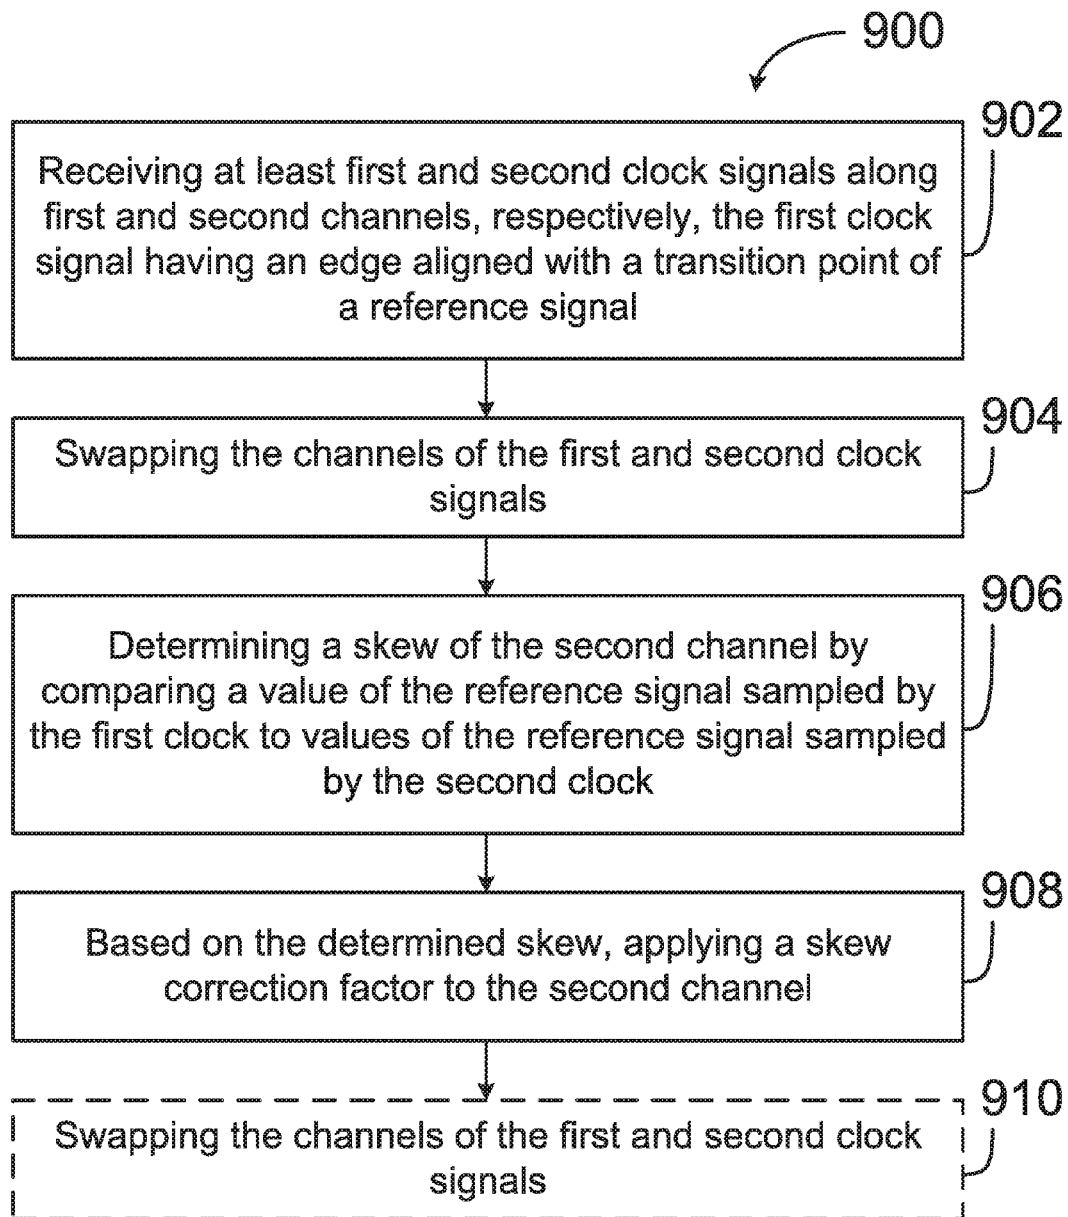 900
902
Receiving at least first and second clock signals along
first and second channels, respectively, the first clock
signal having an edge aligned with a transition point of
a reference signal
904
Swapping the channels of the first and second clock
signals
906
Determining a skew of the second channel by
comparing a value of the reference signal sampled by
the first clock to values of the reference signal sampled
by the second clock
908
Based on the determined skew, applying a skew
correction factor to the second channel
910
Swapping the channels of the first and second clock
signals